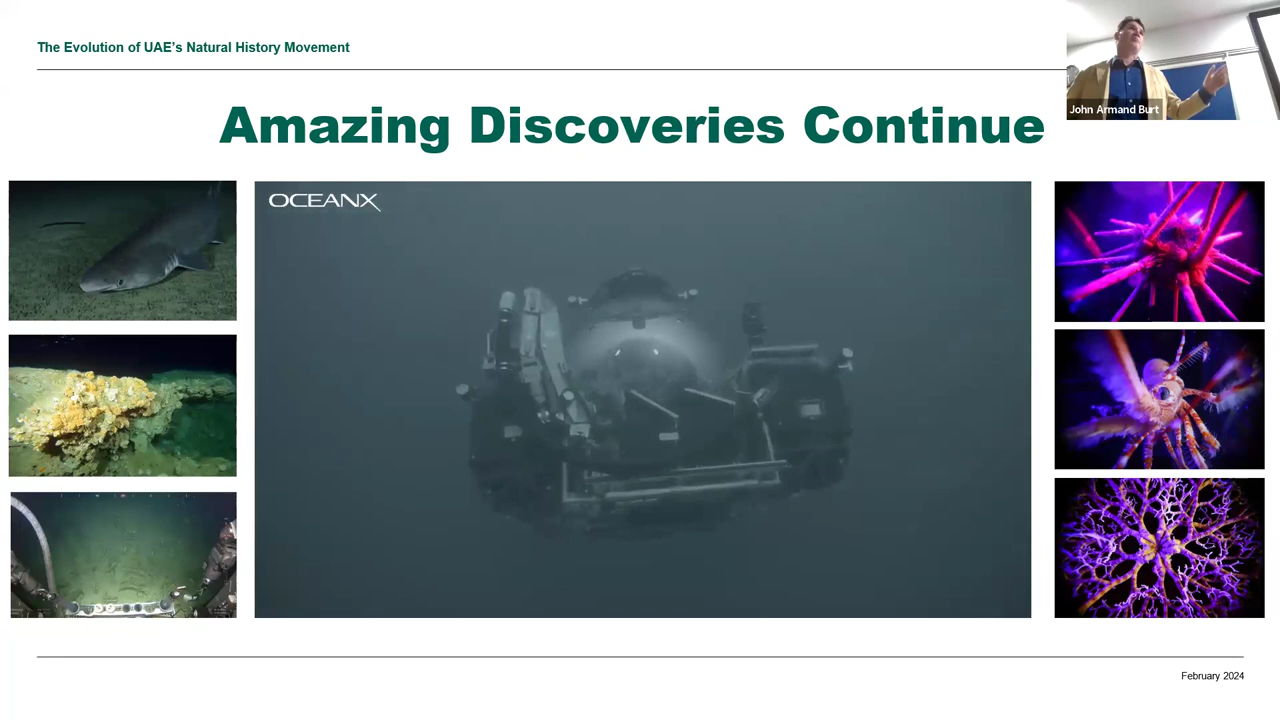 The Evolution of UAE's Natural History Movement
John Armand Burt
Amazing Discoveries Continue
OCEANX
February 2024